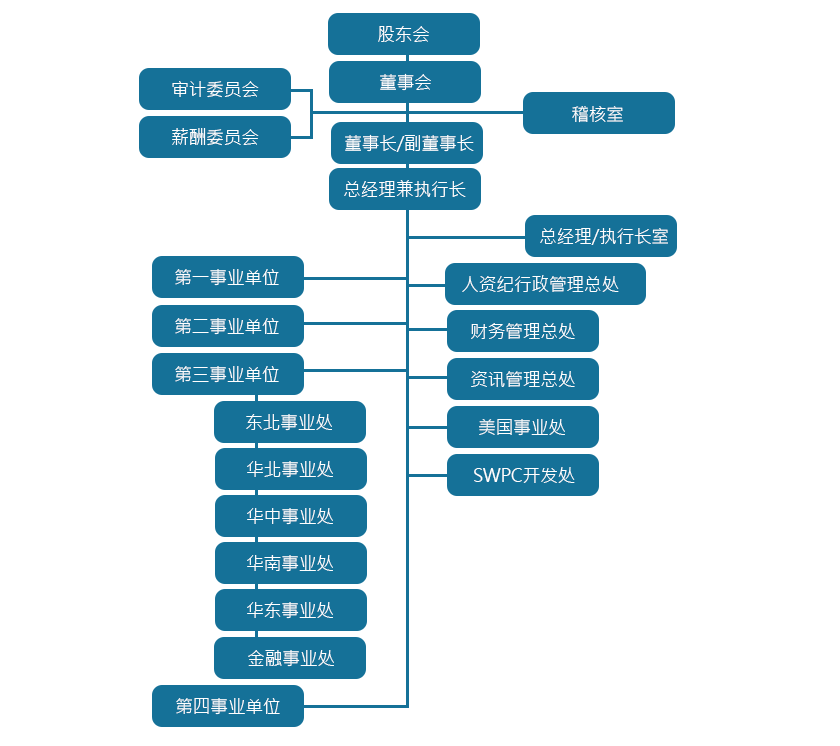 股东会
董事会
审计委员会
薪酬委员会
稽核室
董事长/副董事长
总经理兼执行长
总经理/执行长室
第一事业单位
人资纪行政管理总处
第二事业单位
财务管理总处
第三事业单位
资讯管理总处
东北事业处
美国事业处
华北事业处
SWPC开发处
华中事业处
华南事业处
华东事业处
金融事业处
第四事业单位